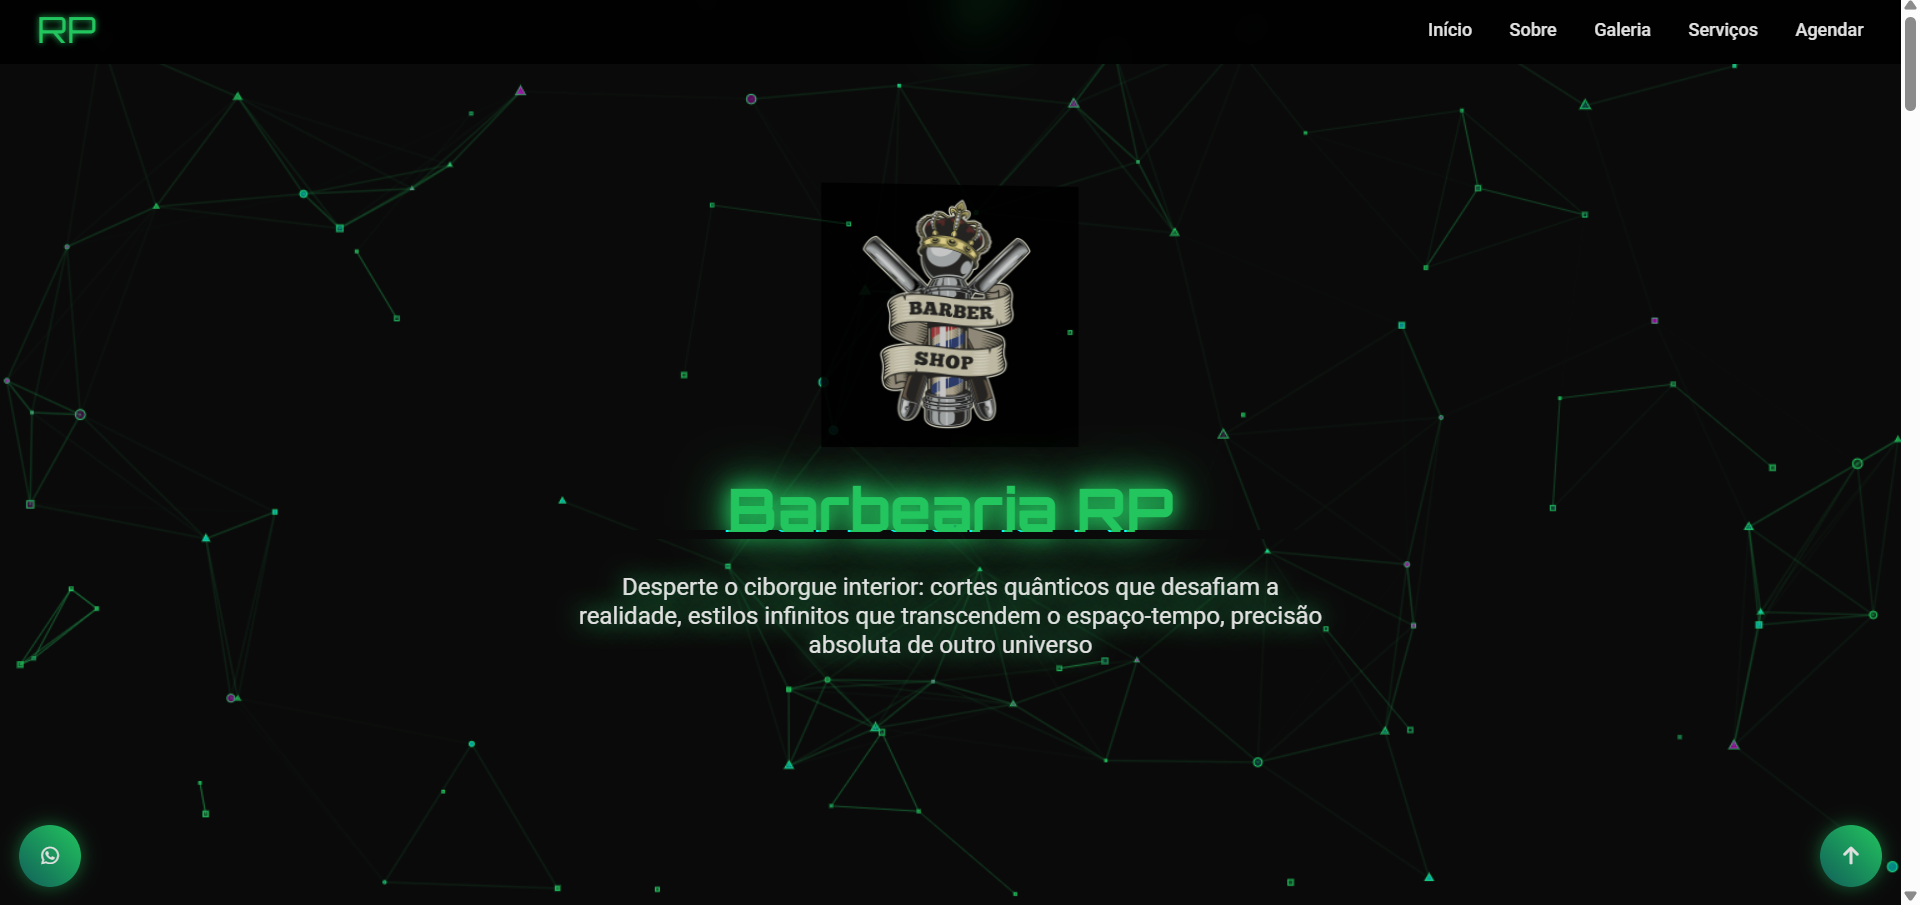 RP
Início Sobre Galeria Serviços Agendar
BARBER
SHOP
Barbearia RP
Desperte o ciborgue interior: cortes quânticos que desafiam a
realidade, estilos infinitos que transcendem o espaço-tempo, precisão
absoluta de outro universo